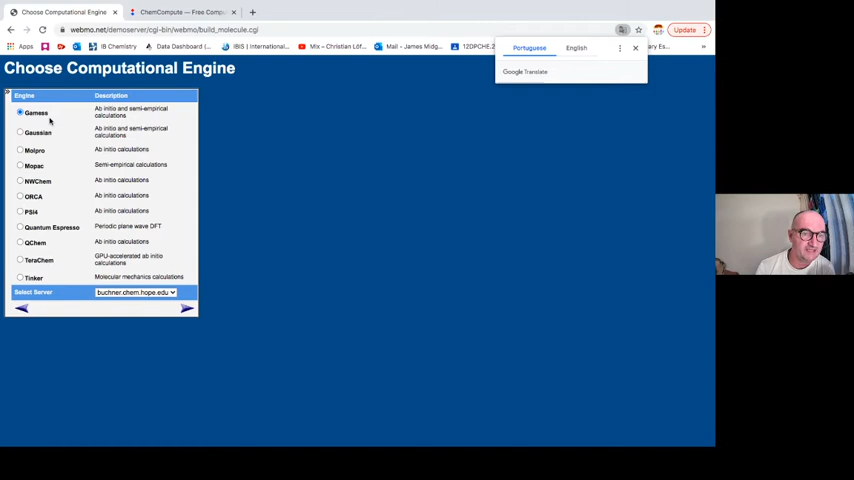 Choose Computational Engine
ChemCompute — Free Compu
webmo.net/demoserver/cgi-bin/webmo/build_molecule.cgi
Update
Apps
IB Chemistry
Data Dashboard (...
IBIS | International...
Mix – Christian Löf...
Mail – James Midg...
12DPCHE.2
ry Es...
Portuguese
English
Google Translate
Choose Computational Engine
Engine Description
Gamess Ab initio and semi-empirical
calculations
Gaussian Ab initio and semi-empirical
calculations
Molpro Ab initio calculations
Mopac Semi-empirical calculations
NWChem Ab initio calculations
ORCA Ab initio calculations
PSI4 Ab initio calculations
Quantum Espresso Periodic plane wave DFT
QChem Ab initio calculations
TeraChem GPU-accelerated ab initio
calculations
Tinker Molecular mechanics calculations
Select Server buchner.chem.hope.edu